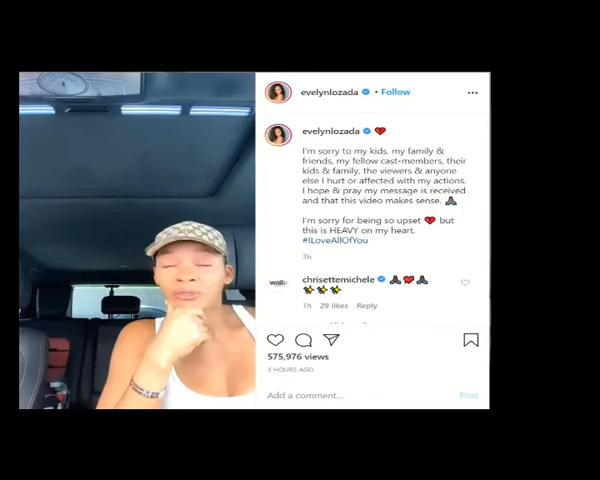 evelynlozada • Follow
evelynlozada
I'm sorry to my kids, my family &
friends, my fellow cast-members, their
kids & family, the viewers & anyone
else I hurt or affected with my actions.
I hope & pray my message is received
and that this video makes sense. 🙏🏾
I'm sorry for being so upset 💔 but
this is HEAVY on my heart.
#ILoveAllOfYou
3h
chrisettemichele 🙏🏾❤️🙏🏾
✨✨✨
1h 29 likes Reply
575,976 views
3 HOURS AGO
Add a comment...
Post